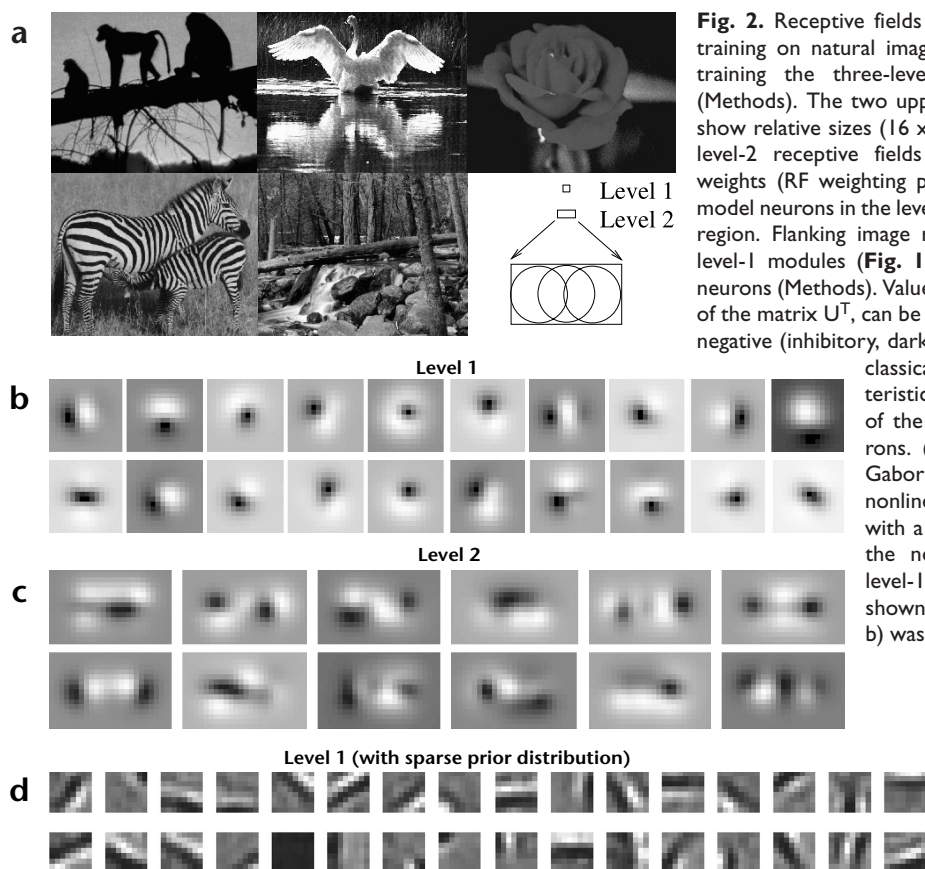 a
Level 1
Level 2
Level 1
b
Level 2
c
Level 1 (with sparse prior distribution)
d
Fig. 2. Receptive fields
training on natural imag
training the three-leve
(Methods). The two upp
show relative sizes (16 x
level-2 receptive fields
weights (RF weighting p
model neurons in the leve
region. Flanking image r
level-1 modules (Fig. 1
neurons (Methods). Value
of the matrix U^T, can be
negative (inhibitory, dark
classica
teristic
of the
rons. (
Gabor
nonline
with a
the ne
level-1
shown
b) was